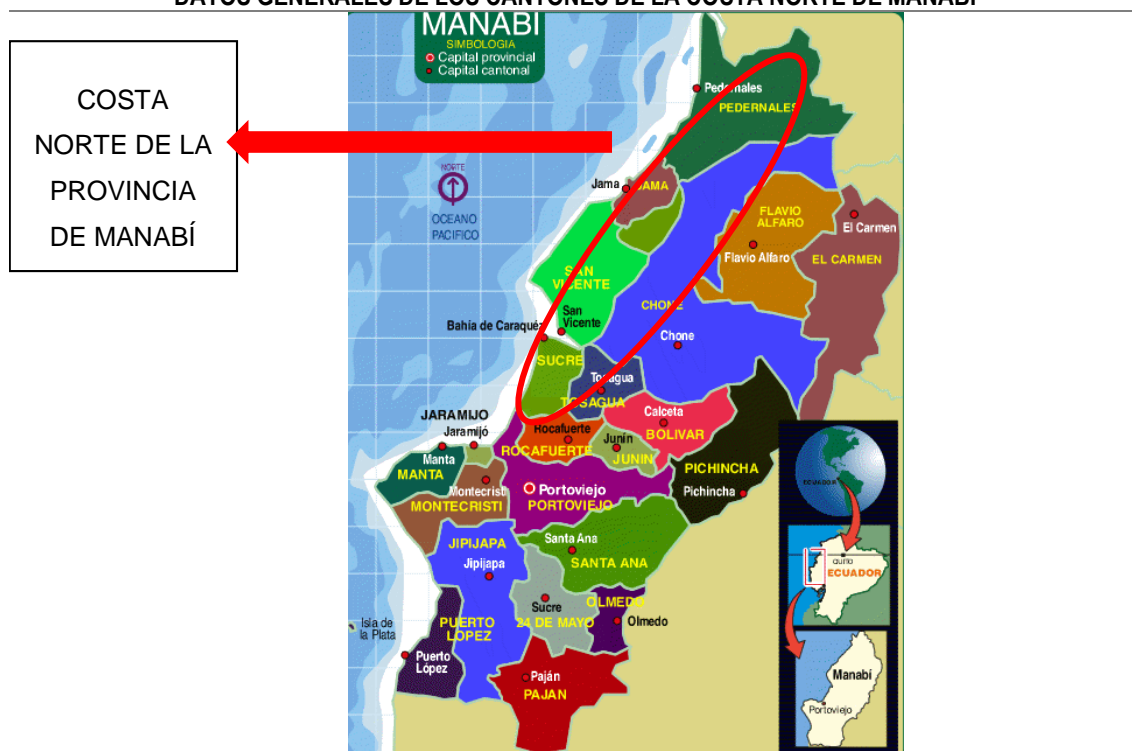 DATOS GENERALES DE LOS CANTONES DE LA COSTA NORTE DE MANABÍ
MANABI
SIMBOLOGIA
Capital provincial
Capital cantonal
COSTA
NORTE DE LA
PROVINCIA
DE MANABÍ
NORTE
OCEANO
PACIFICO
Pedernales
PEDERNALES
Jama
JAMA
FLAVIO
ALFARO
El Carmen
Flavio Alfaro
EL CARMEN
SAN
VICENTE
CHONE
San
Vicente
Bahía de Caraquéz
Chone
SUCRE
Tosagua
TOSAGUA
JARAMIJO
Jaramijó
Calceta
BOLIVAR
Rocafuerte
ROCAFUERTE
Junín
JUNIN
Manta
MANTA
PICHINCHA
Pichincha
Montecristi
MONTECRISTI
Portoviejo
PORTOVIEJO
ECUADOR
JIPIJAPA
Jipijapa
Santa Ana
SANTA ANA
quito
ECUADOR
OLMEDO
Olmedo
Sucre
24 DE MAYO
Isla de
la Plata
PUERTO
LOPEZ
Puerto
López
Paján
PAJAN
Manabí
Portoviejo